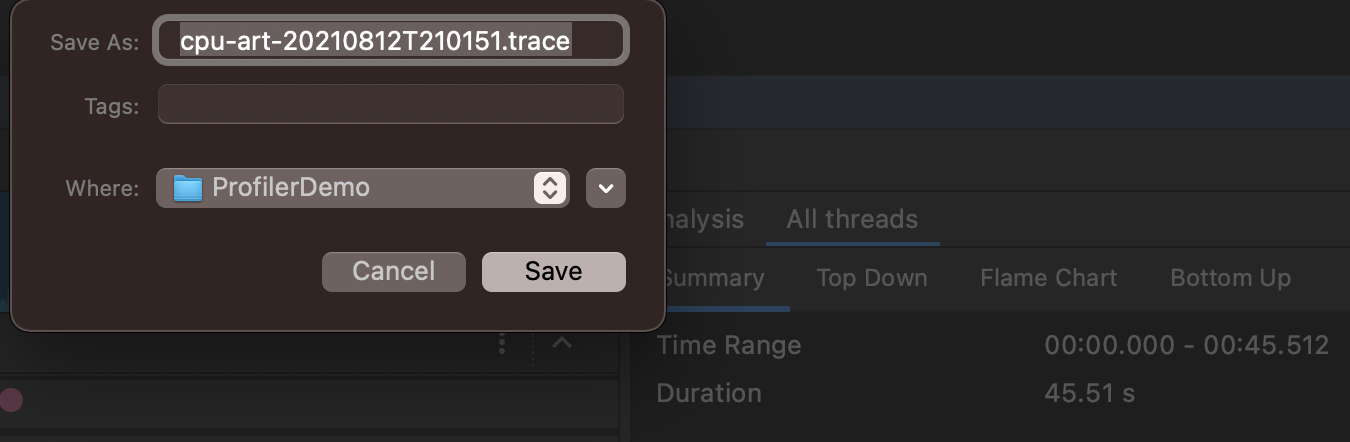 Save As: cpu-art-20210812T210151.trace
Tags:
Where: ProfilerDemo
Cancel Save
All threads
Summary Top Down Flame Chart Bottom Up
Time Range 00:00.000 - 00:45.512
Duration 45.51 s